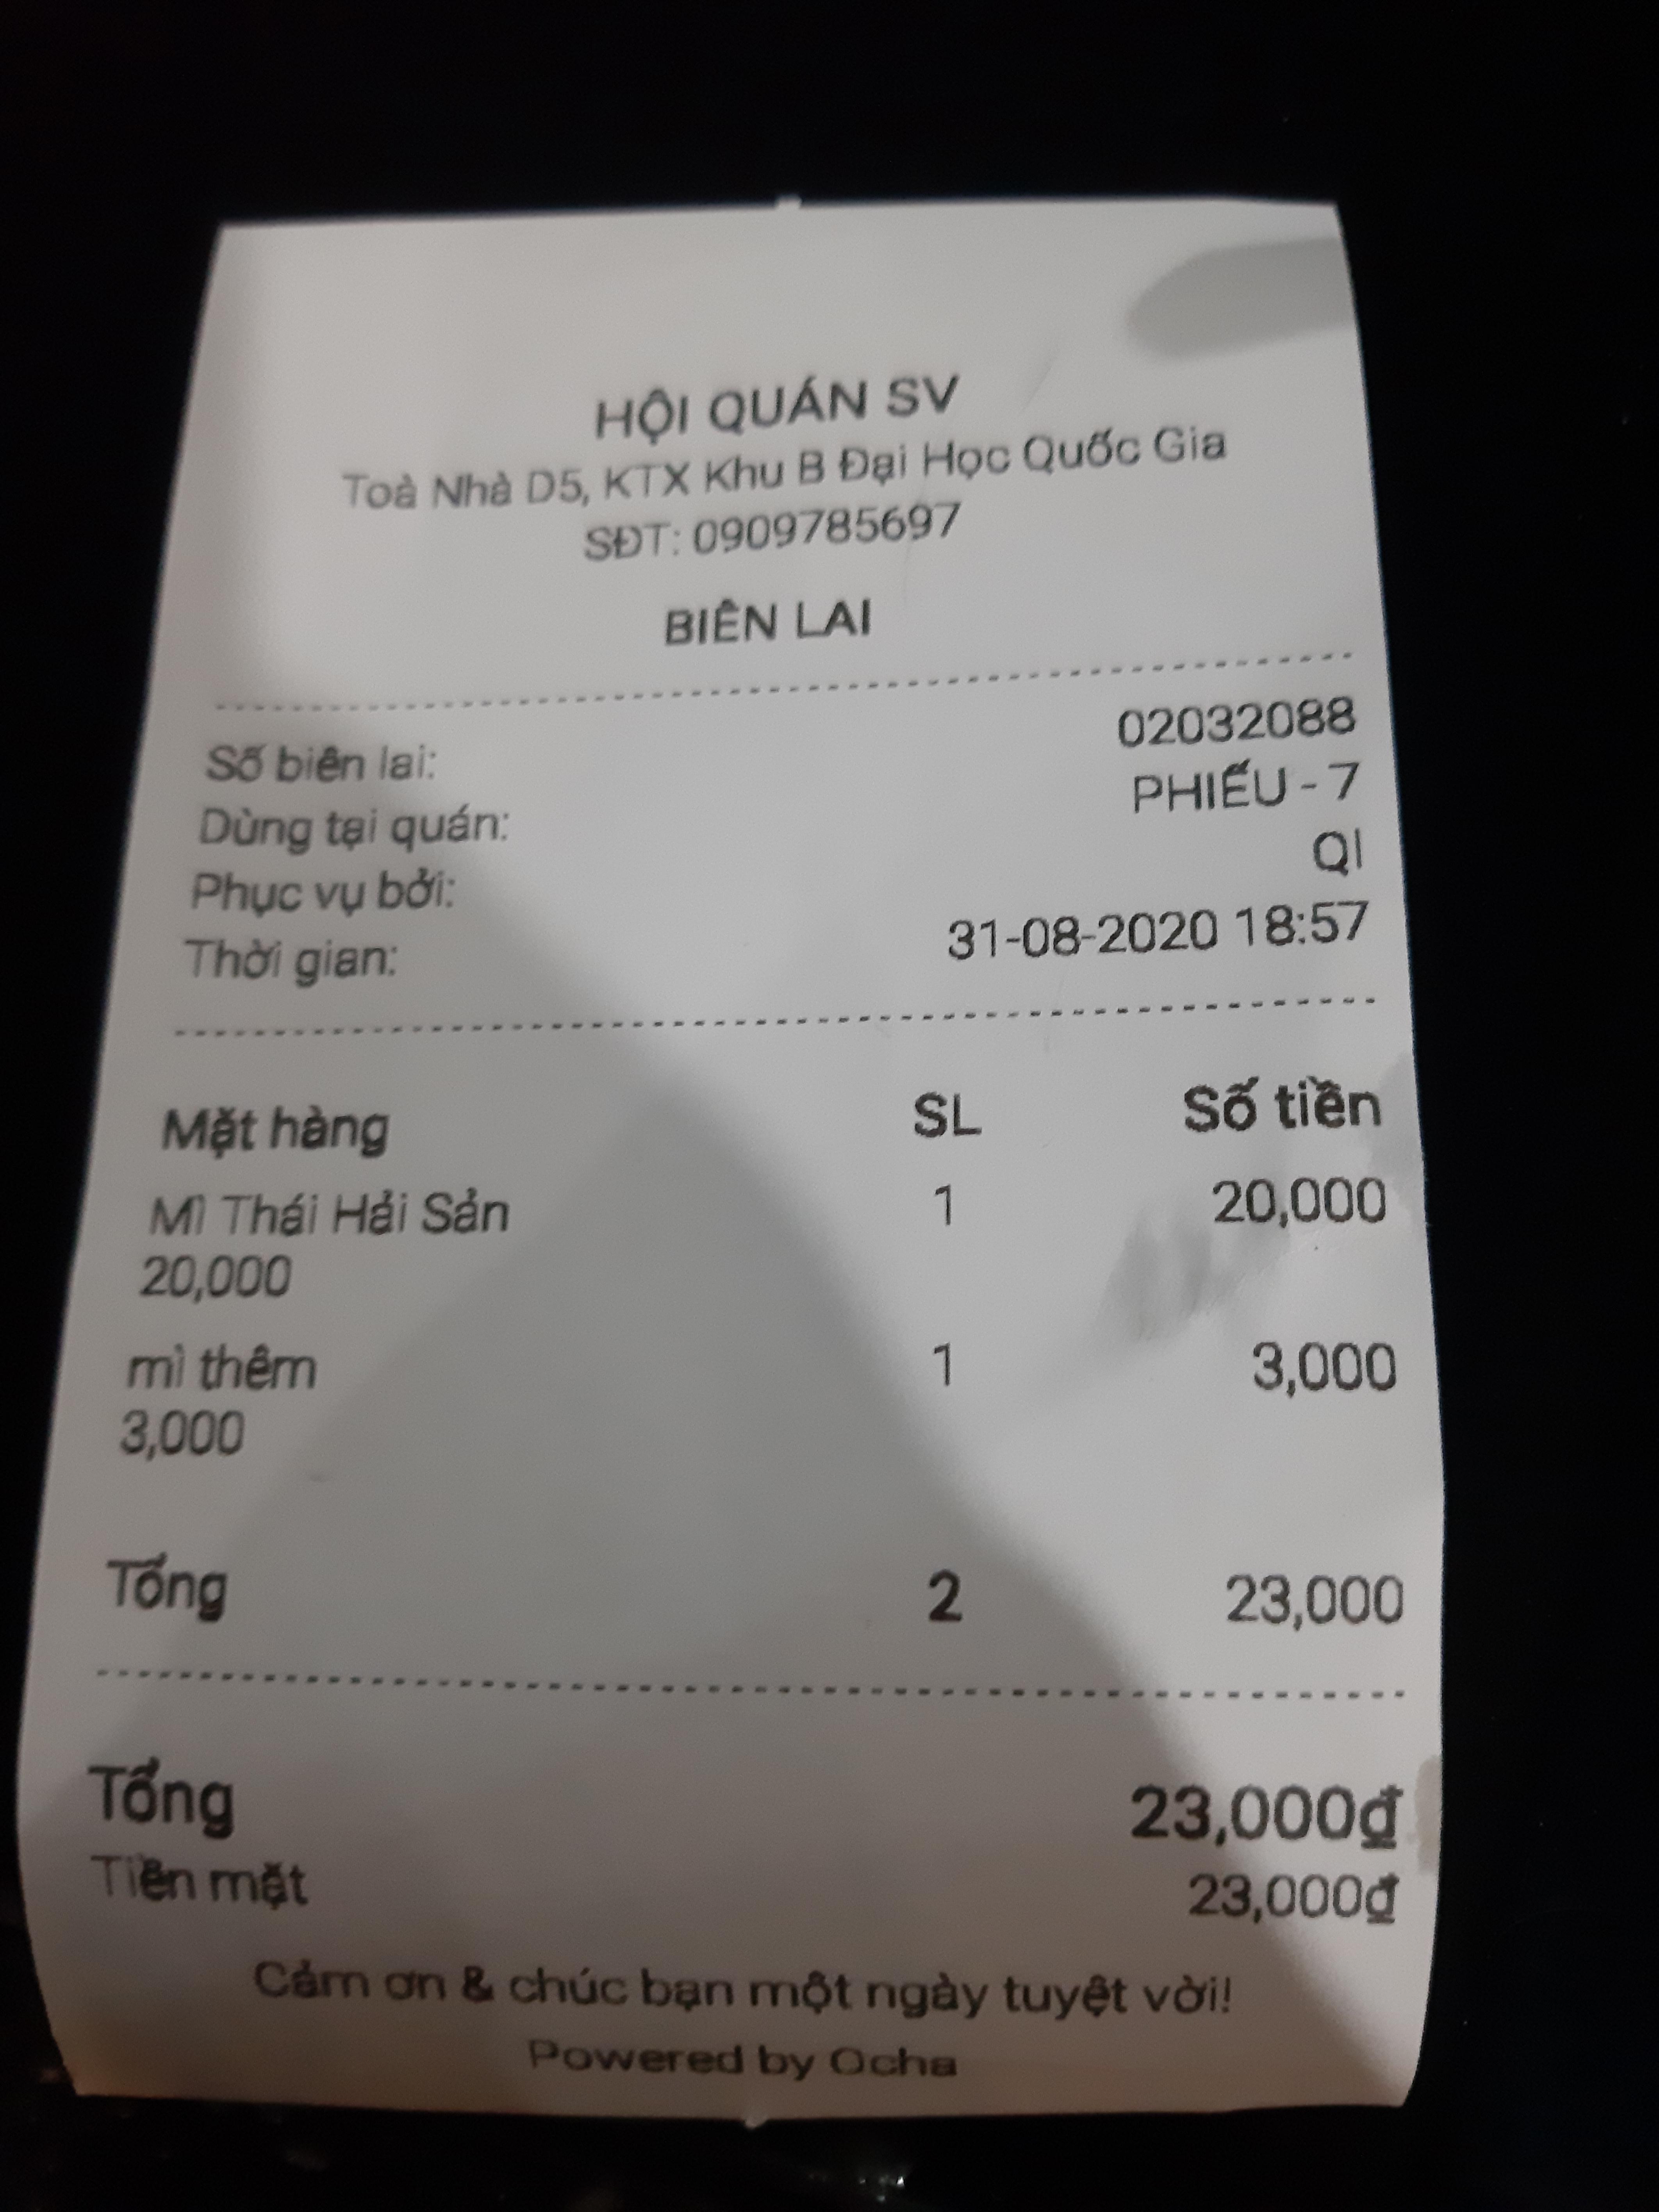 HỘI QUÁN SV
Toà Nhà D5, KTX Khu B Đại Học Quốc Gia
SĐT: 0909785697
BIÊN LAI
Số biên lai: 02032088
Dùng tại quán: PHIẾU - 7
Phục vụ bởi: QI
Thời gian: 31-08-2020 18:57
Mặt hàng SL Số tiền
Mì Thái Hải Sản 1 20,000
20,000
mì thêm 1 3,000
3,000
Tổng 2 23,000
Tổng 23,000₫
Tiền mặt 23,000₫
Cảm ơn & chúc bạn một ngày tuyệt vời!
Powered by Ocha